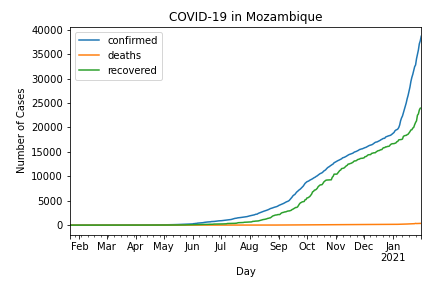 COVID-19 in Mozambique
confirmed
deaths
recovered
Number of Cases
40000
35000
30000
25000
20000
15000
10000
5000
0
Feb Mar Apr May Jun Jul Aug Sep Oct Nov Dec Jan
2021
Day